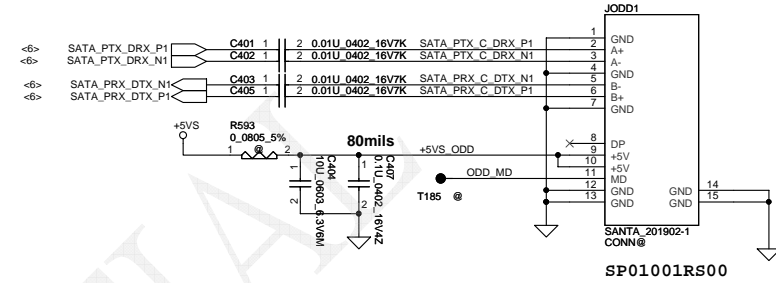 JODD1
<6> SATA_PTX_DRX_P1 C401 1 2 0.01U_0402_16V7K SATA_PTX_C_DRX_P1
<6> SATA_PTX_DRX_N1 C402 1 2 0.01U_0402_16V7K SATA_PTX_C_DRX_N1
<6> SATA_PRX_DTX_N1 C403 1 2 0.01U_0402_16V7K SATA_PRX_C_DTX_N1
<6> SATA_PRX_DTX_P1 C405 1 2 0.01U_0402_16V7K SATA_PRX_C_DTX_P1
1 GND
2 A+
3 A-
4 GND
5 B-
6 B+
7 GND
8 DP
9 +5V
10 +5V
11 MD
12 GND
13 GND
GND 14
GND 15
+5VS
R593
0_0805_5%
1 2
@
80mils
+5VS_ODD
1 2
C404
10U_0603_6.3V6M
1 2
C407
0.1U_0402_16V4Z
ODD_MD
T185 @
SANTA_201902-1
CONN@
SP01001RS00